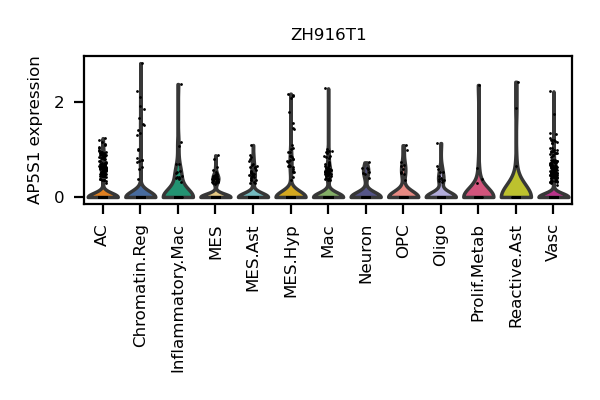 ZH916T1
AP5S1 expression
2
0
AC
Chromatin.Reg
Inflammatory.Mac
MES
MES.Ast
MES.Hyp
Mac
Neuron
OPC
Oligo
Prolif.Metab
Reactive.Ast
Vasc